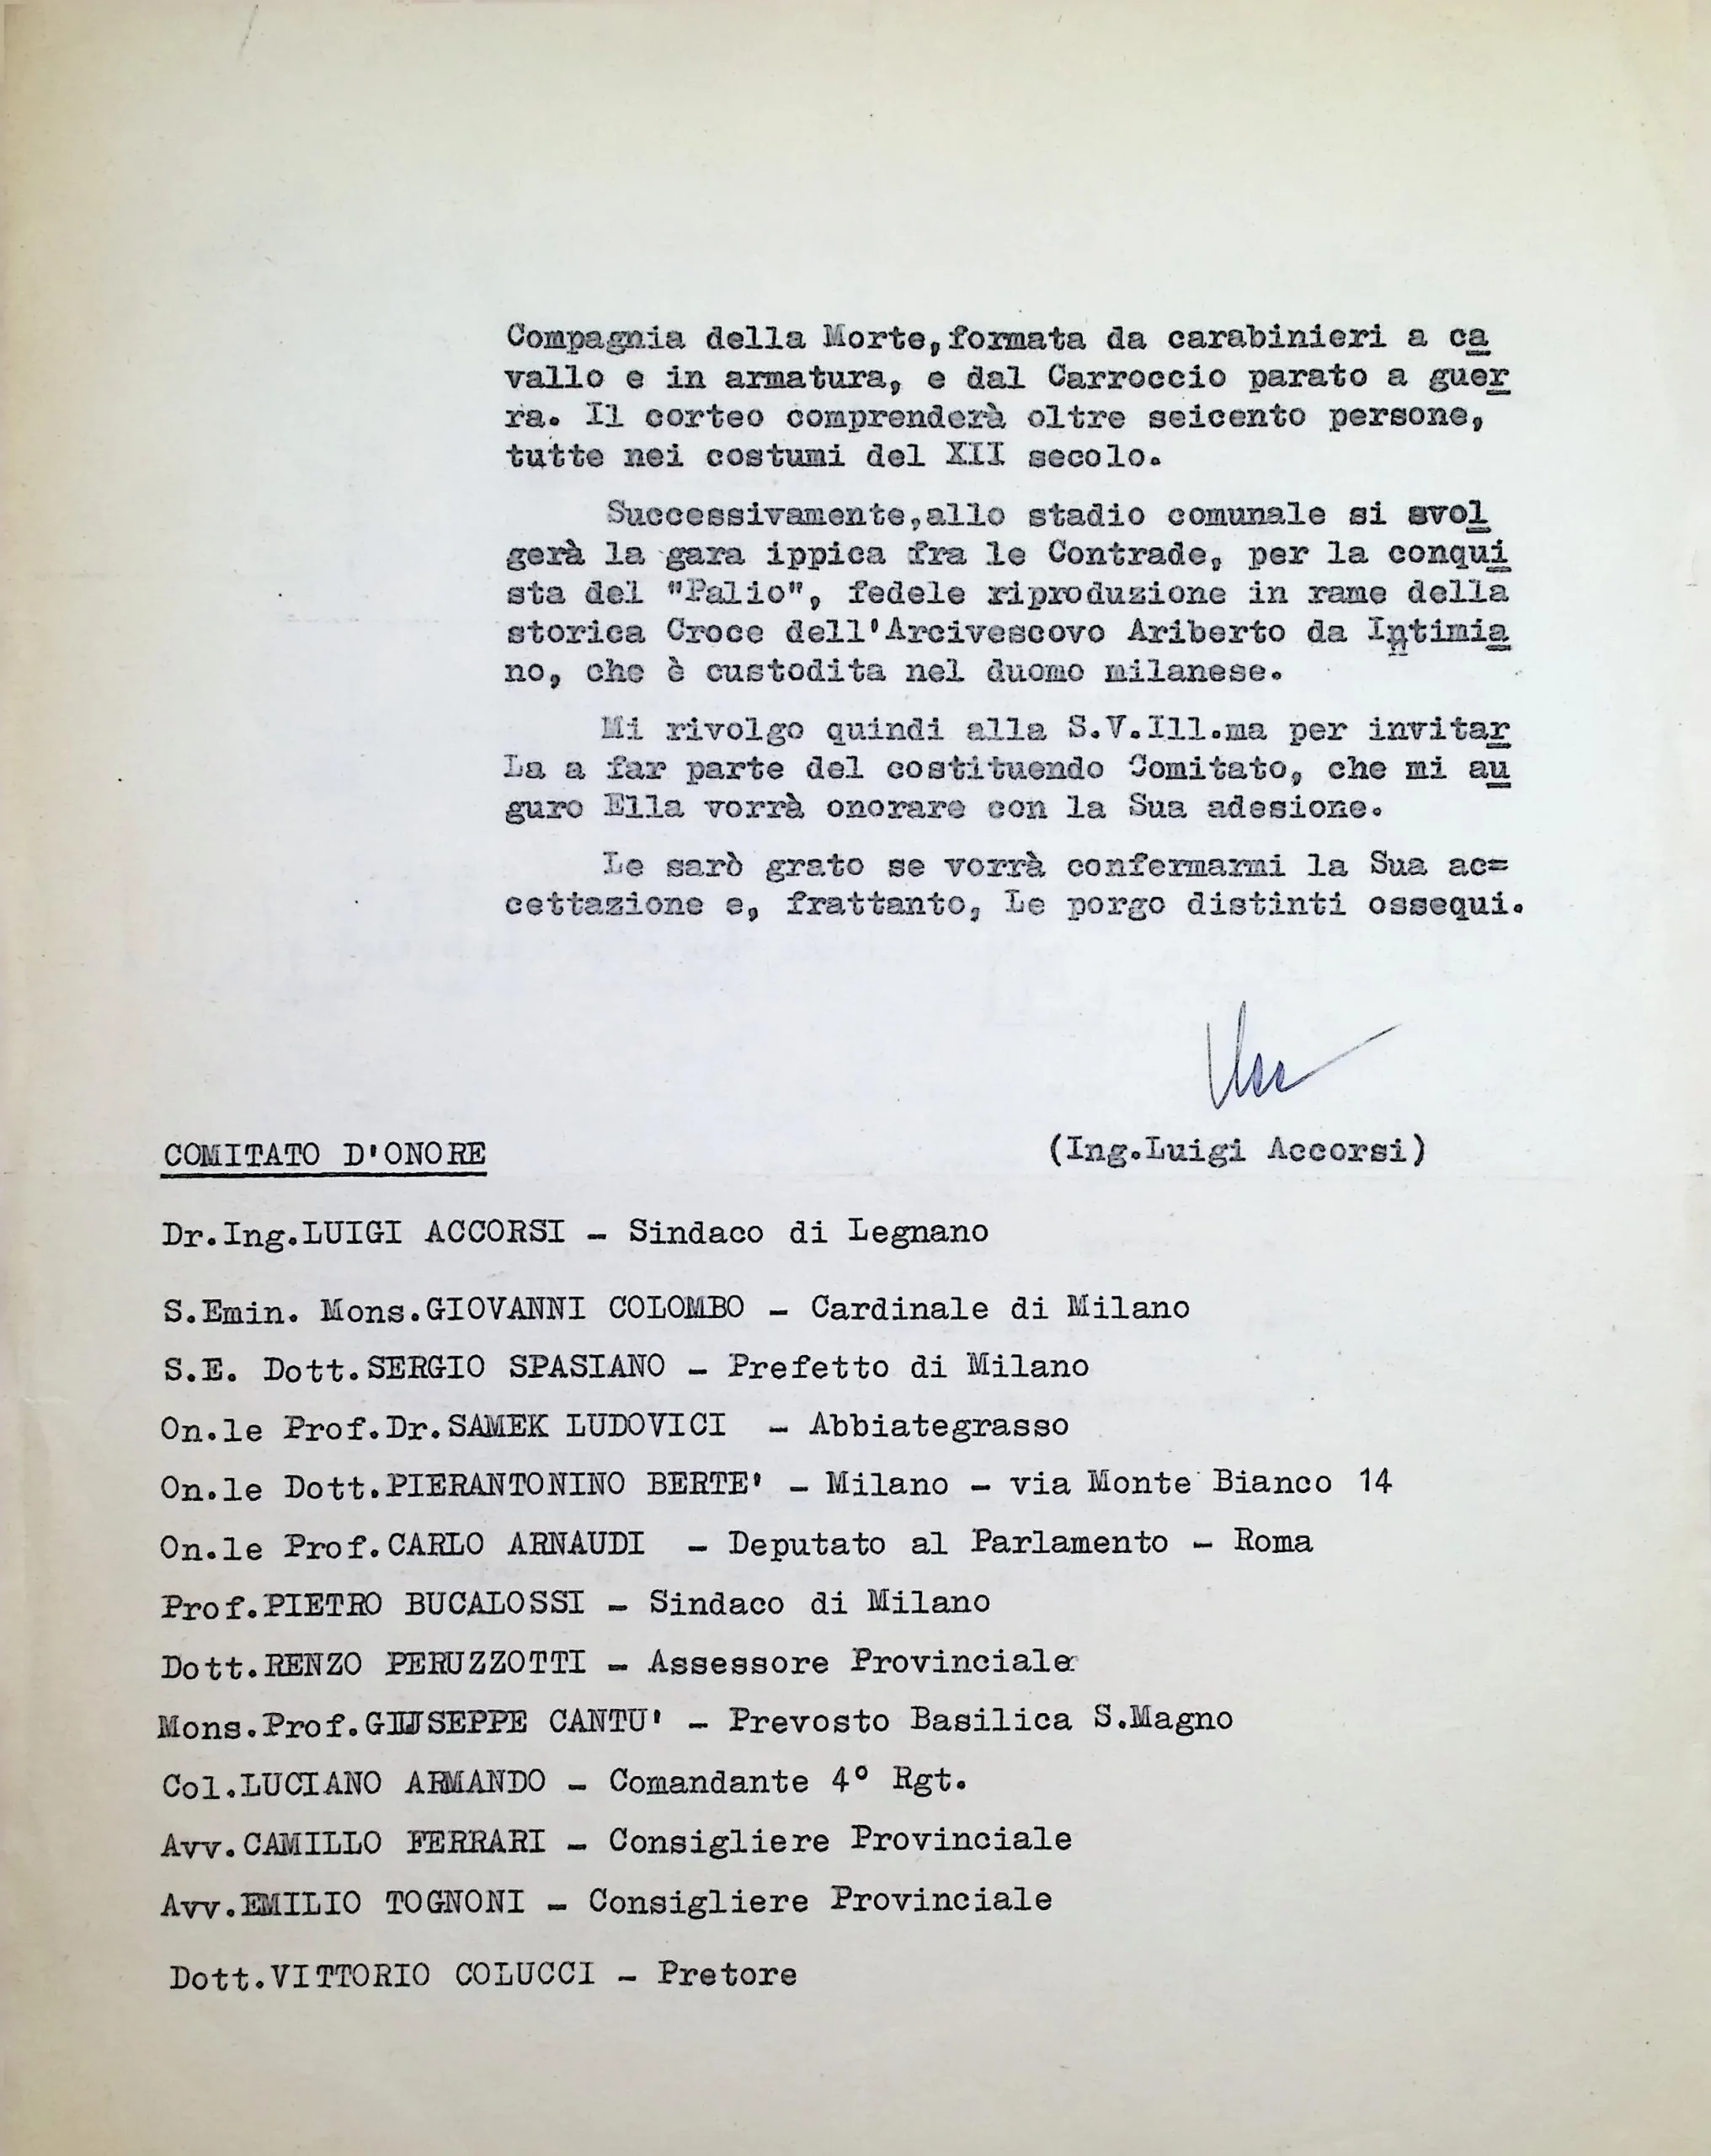 Compagnia della Morte,formata da carabinieri a ca
vallo e in armatura, e dal Carroccio parato a guer
ra. Il corteo comprenderà oltre seicento persone,
tutte nei costumi del XII secolo.
Successivamente,allo stadio comunale si svol
gerà la gara ippica fra le Contrade, per la conqui
sta del "Palio", fedele riproduzione in rame della
storica Croce dell'Arcivescovo Ariberto da Intimia
no, che è custodita nel duomo milanese.
Mi rivolgo quindi alla S.V.Ill.ma per invitar
La a far parte del costituendo Comitato, che mi au
guro Ella vorrà onorare con la Sua adesione.
Le sarò grato se vorrà confermarmi la Sua ac=
cettazione e, frattanto, Le porgo distinti ossequi.
(Ing.Luigi Accorsi)
COMITATO D'ONORE
Dr.Ing.LUIGI ACCORSI - Sindaco di Legnano
S.Emin. Mons.GIOVANNI COLOMBO - Cardinale di Milano
S.E. Dott.SERGIO SPASIANO - Prefetto di Milano
On.le Prof.Dr.SAMEK LUDOVICI - Abbiategrasso
On.le Dott.PIERANTONINO BERTE' - Milano - via Monte Bianco 14
On.le Prof.CARLO ARNAUDI - Deputato al Parlamento - Roma
Prof.PIETRO BUCALOSSI - Sindaco di Milano
Dott.RENZO PERUZZOTTI - Assessore Provinciale
Mons.Prof.GIUSEPPE CANTU' - Prevosto Basilica S.Magno
Col.LUCIANO ARMANDO - Comandante 4° Rgt.
Avv.CAMILLO FERRARI - Consigliere Provinciale
Avv.EMILIO TOGNONI - Consigliere Provinciale
Dott.VITTORIO COLUCCI - Pretore